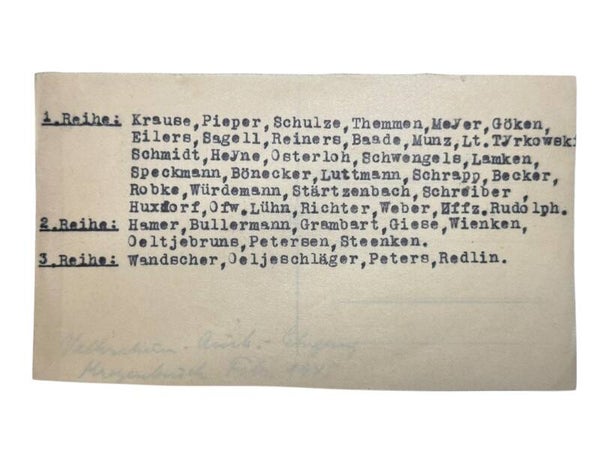 1.Reihe: Krause,Pieper,Schulze,Themmen,Meyer,Göken,
Eilers,Sagell,Reiners,Baade,Munz,Lt.Tyrkowski
Schmidt,Heyne,Osterloh,Schwengels,Lamken,
Speckmann,Bönecker,Luttmann,Schrapp,Becker,
Robke,Würdemann,Stärtzenbach,Schreiber,
Huxdorf,Ofw.Lühn,Richter,Weber,Uffz.Rudolph.
2.Reihe: Hamer,Bullermann,Grambart,Giese,Wienken,
Oeltjebruns,Petersen,Steenken.
3.Reihe: Wandscher,Oeljeschläger,Peters,Redlin.